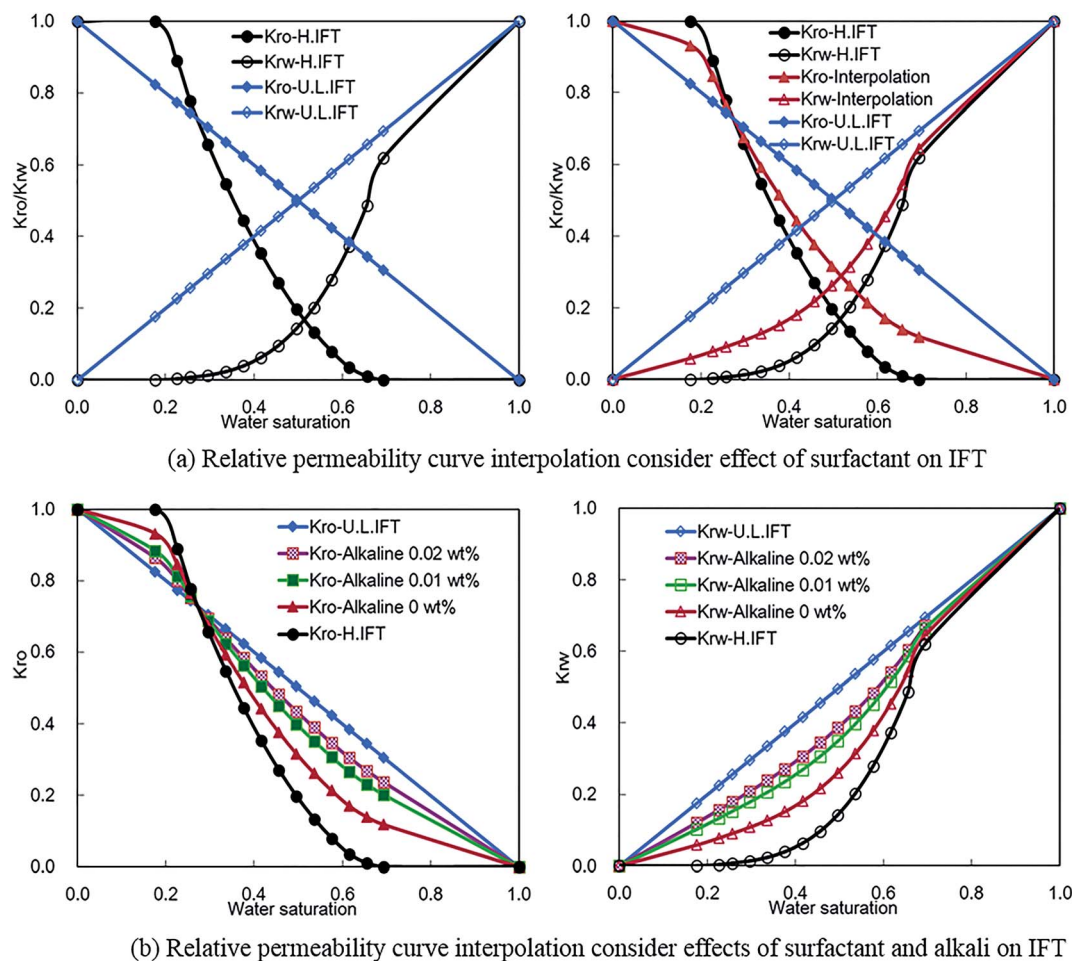 1.0
0.8
0.6
0.4
0.2
0.0
Kro/Krw
Kro-H.IFT
Krw-H.IFT
Kro-U.L.IFT
Krw-U.L.IFT
0.0 0.2 0.4 0.6 0.8 1.0
Water saturation
1.0
0.8
0.6
0.4
0.2
0.0
Kro/Krw
Kro-H.IFT
Krw-H.IFT
Kro-Interpolation
Krw-Interpolation
Kro-U.L.IFT
Krw-U.L.IFT
0.0 0.2 0.4 0.6 0.8 1.0
Water saturation
(a) Relative permeability curve interpolation consider effect of surfactant on IFT
1.0
0.8
0.6
0.4
0.2
0.0
Kro
Kro-U.L.IFT
Kro-Alkaline 0.02 wt%
Kro-Alkaline 0.01 wt%
Kro-Alkaline 0 wt%
Kro-H.IFT
0.0 0.2 0.4 0.6 0.8 1.0
Water saturation
1.0
0.8
0.6
0.4
0.2
0.0
Krw
Krw-U.L.IFT
Krw-Alkaline 0.02 wt%
Krw-Alkaline 0.01 wt%
Krw-Alkaline 0 wt%
Krw-H.IFT
0.0 0.2 0.4 0.6 0.8 1.0
Water saturation
(b) Relative permeability curve interpolation consider effects of surfactant and alkali on IFT